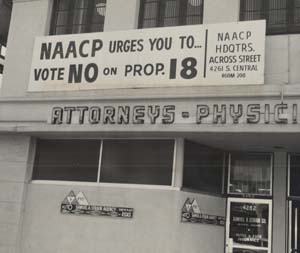 NAACP URGES YOU TO...
VOTE NO ON PROP. 18
NAACP
HDQTRS.
ACROSS STREET
4261 S. CENTRAL
ROOM 200
ATTORNEYS - PHYSICI
4262